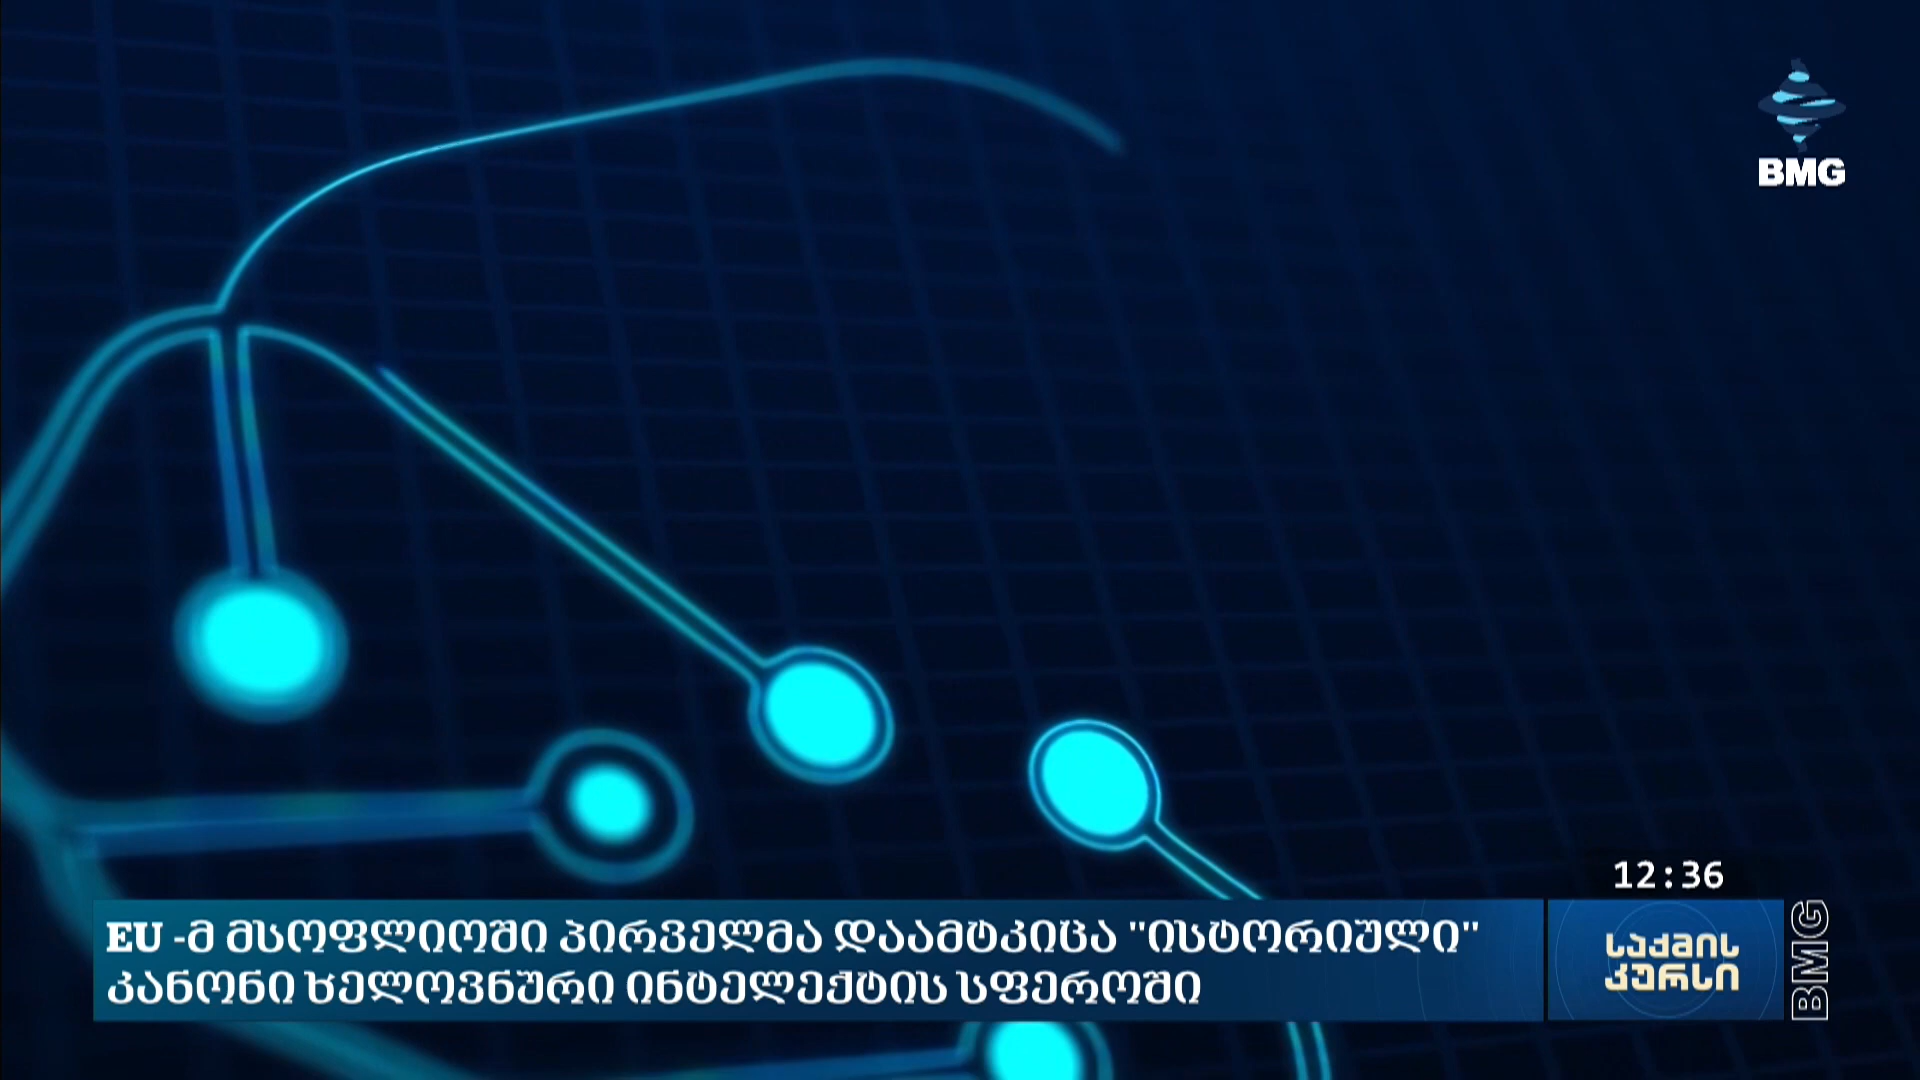 BMG
12:36
EU -მ მსოფლიოში პირველმა დაამტკიცა "ისტორიული"
კანონი ხელოვნური ინტელექტის სფეროში
საქმის
კურსი
BMG